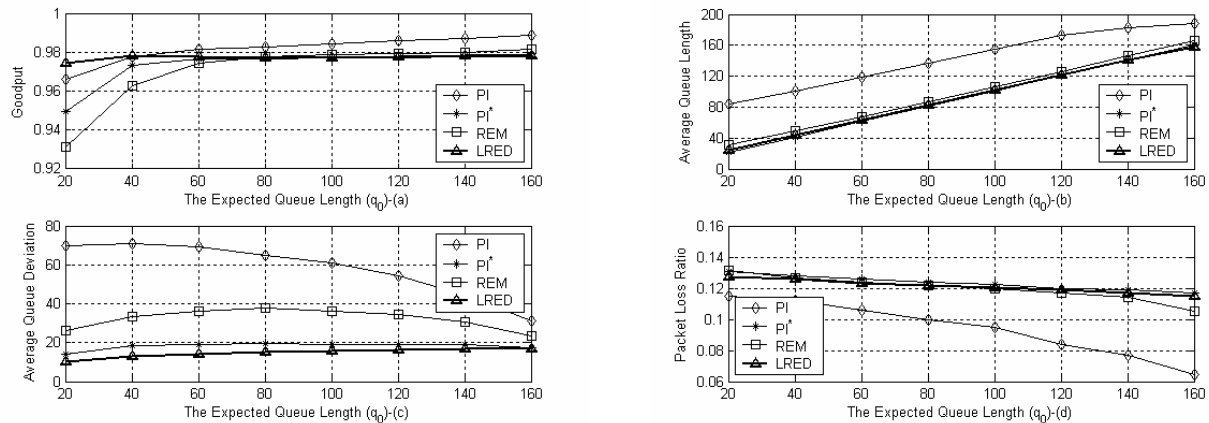 1
0.98
0.96
0.94
0.92
Goodput
PI
PI*
REM
LRED
20 40 60 80 100 120 140 160
The Expected Queue Length (q0)-(a)
200
160
120
80
40
0
Average Queue Length
PI
PI*
REM
LRED
20 40 60 80 100 120 140 160
The Expected Queue Length (q0)-(b)
80
60
40
20
0
Average Queue Deviation
PI
PI*
REM
LRED
20 40 60 80 100 120 140 160
The Expected Queue Length (q0)-(c)
0.16
0.14
0.12
0.1
0.08
0.06
Packet Loss Ratio
PI
PI*
REM
LRED
20 40 60 80 100 120 140 160
The Expected Queue Length (q0)-(d)